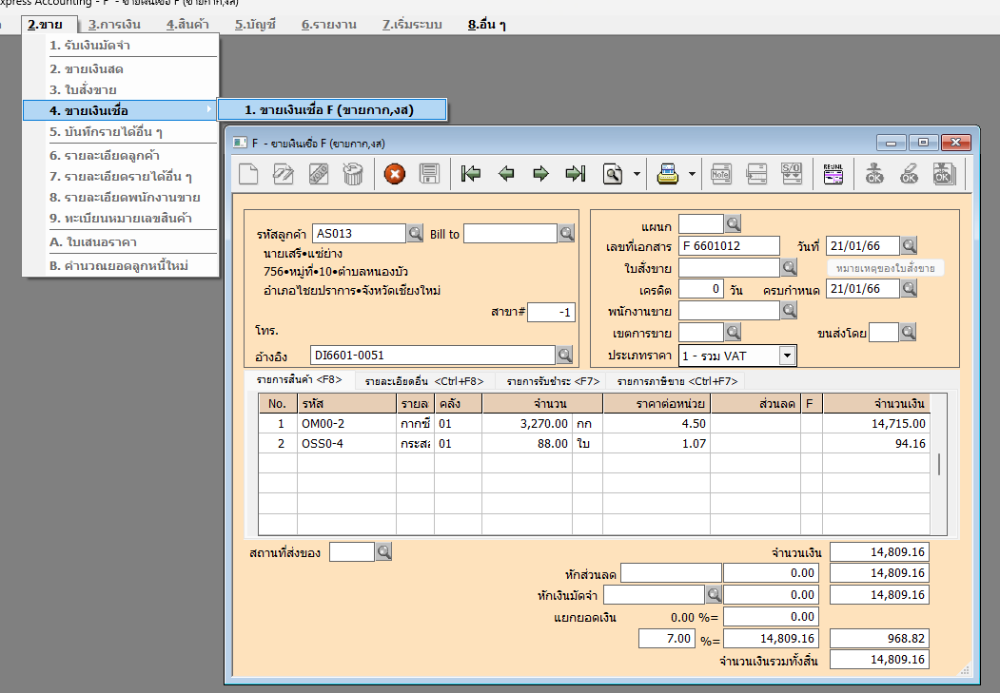 xpress Accounting - F - ขายเงินเชื่อ F (ขายกาก,งส)
2.ขาย 3.การเงิน 4.สินค้า 5.บัญชี 6.รายงาน 7.เริ่มระบบ 8.อื่น ๆ
1. รับเงินมัดจำ
2. ขายเงินสด
3. ใบสั่งขาย
4. ขายเงินเชื่อ
1. ขายเงินเชื่อ F (ขายกาก,งส)
5. บันทึกรายได้อื่น ๆ
6. รายละเอียดลูกค้า
7. รายละเอียดรายได้อื่น ๆ
8. รายละเอียดพนักงานขาย
9. ทะเบียนหมายเลขสินค้า
A. ใบเสนอราคา
B. คำนวณยอดลูกหนี้ใหม่
F - ขายเงินเชื่อ F (ขายกาก,งส)
Note S/O OK OK OK
รหัสลูกค้า AS013 Bill to
นายเสรี•แซ่ย่าง
756•หมู่ที่•10•ตำบลหนองบัว
อำเภอไชยปราการ•จังหวัดเชียงใหม่
สาขา# -1
โทร.
อ้างอิง DI6601-0051
แผนก
เลขที่เอกสาร F 6601012 วันที่ 21/01/66
ใบสั่งขาย หมายเหตุของใบสั่งขาย
เครดิต 0 วัน ครบกำหนด 21/01/66
พนักงานขาย
เขตการขาย ขนส่งโดย
ประเภทราคา 1 - รวม VAT
รายการสินค้า <F8> รายละเอียดอื่น <Ctrl+F8> รายการรับชำระ <F7> รายการภาษีขาย <Ctrl+F7>
No. รหัส รายล คลัง จำนวน ราคาต่อหน่วย ส่วนลด F จำนวนเงิน
1 OM00-2 กากซี 01 3,270.00 กก 4.50 14,715.00
2 OSS0-4 กระสอ 01 88.00 ใบ 1.07 94.16
สถานที่ส่งของ จำนวนเงิน 14,809.16
หักส่วนลด 0.00 14,809.16
หักเงินมัดจำ 0.00 14,809.16
แยกยอดเงิน 0.00 %= 0.00
7.00 %= 14,809.16 968.82
จำนวนเงินรวมทั้งสิ้น 14,809.16